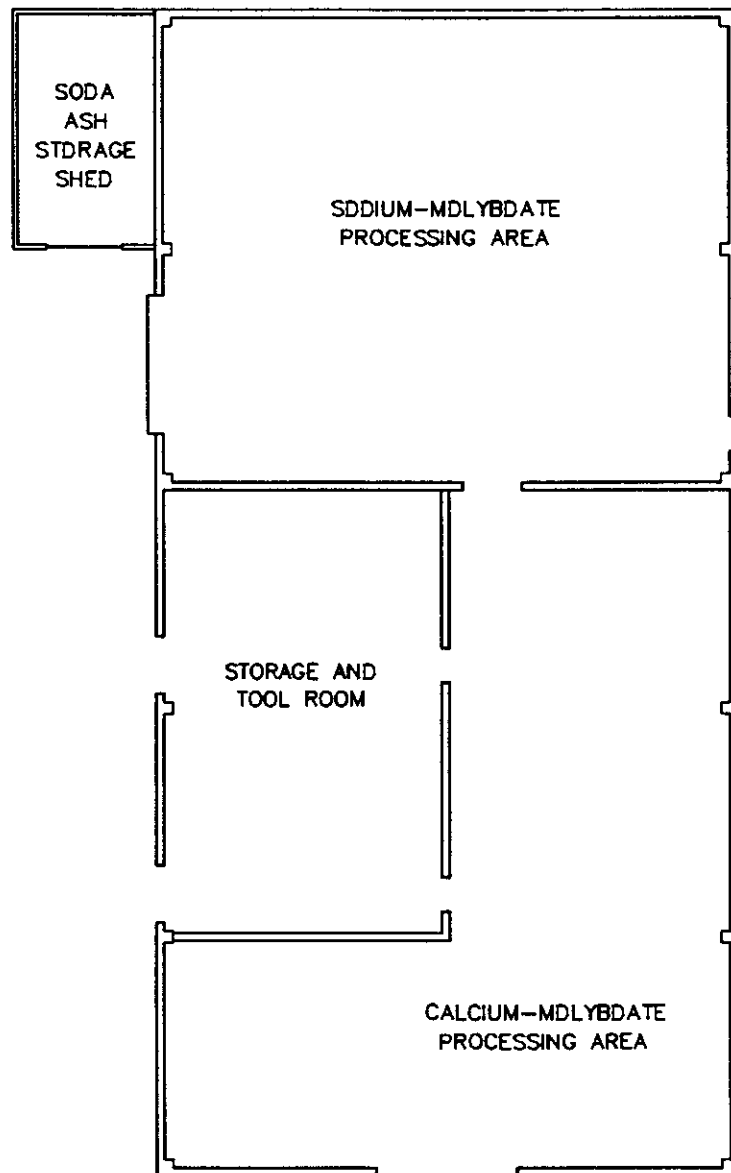 SODA
ASH
STDRAGE
SHED
SDDIUM-MDLYBDATE
PROCESSING AREA
STORAGE AND
TOOL ROOM
CALCIUM-MDLYBDATE
PROCESSING AREA